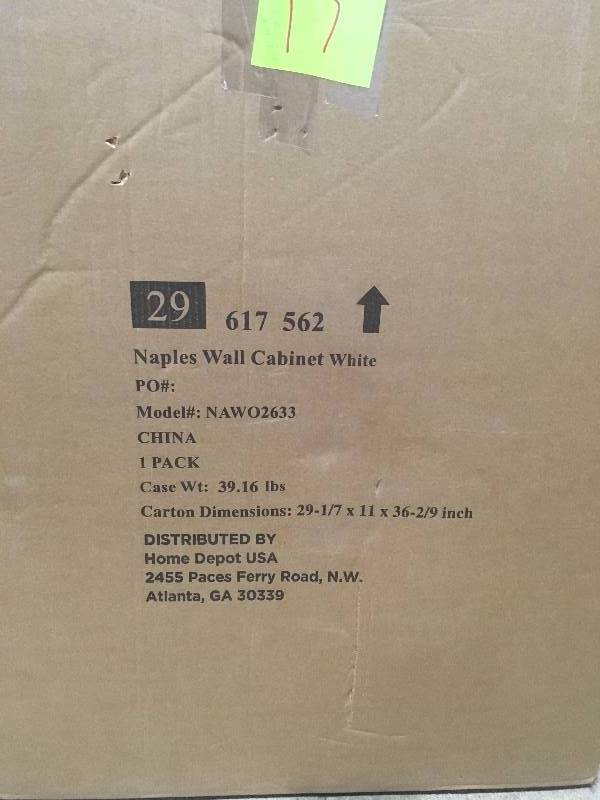 29 617 562
Naples Wall Cabinet White
PO#:
Model#: NAWO2633
CHINA
1 PACK
Case Wt: 39.16 lbs
Carton Dimensions: 29-1/7 x 11 x 36-2/9 inch
DISTRIBUTED BY
Home Depot USA
2455 Paces Ferry Road, N.W.
Atlanta, GA 30339